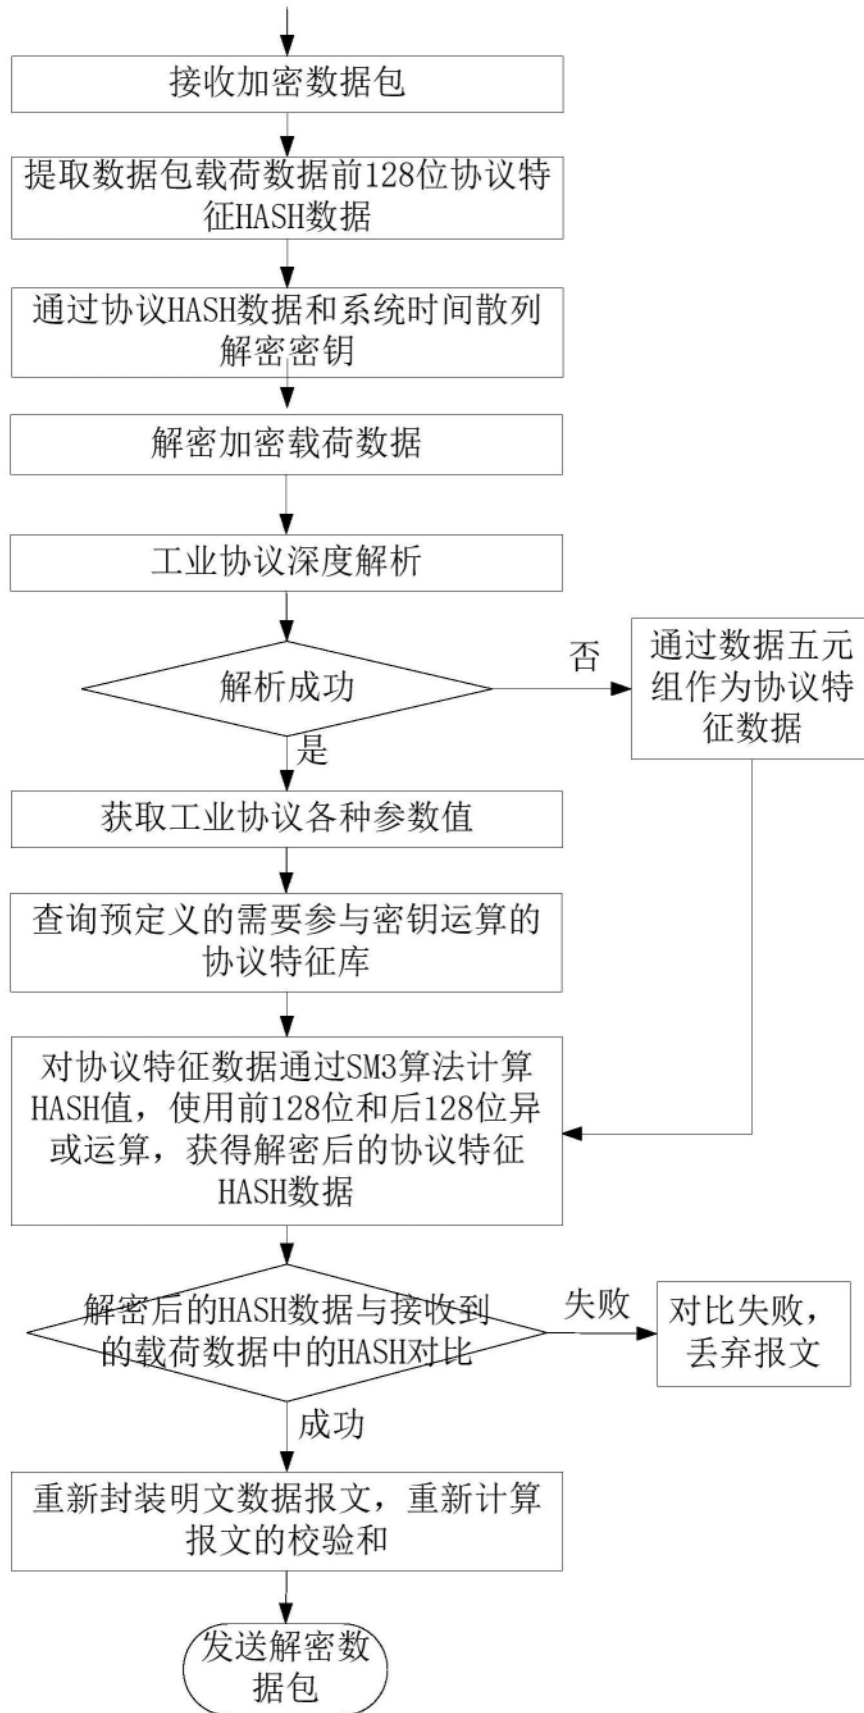 接收加密数据包
提取数据包载荷数据前128位协议特
征HASH数据
通过协议HASH数据和系统时间散列
解密密钥
解密加密载荷数据
工业协议深度解析
解析成功
否
通过数据五元
组作为协议特
征数据
是
获取工业协议各种参数值
查询预定义的需要参与密钥运算的
协议特征库
对协议特征数据通过SM3算法计算
HASH值，使用前128位和后128位异
或运算，获得解密后的协议特征
HASH数据
解密后的HASH数据与接收到
的载荷数据中的HASH对比
失败
对比失败，
丢弃报文
成功
重新封装明文数据报文，重新计算
报文的校验和
发送解密数
据包